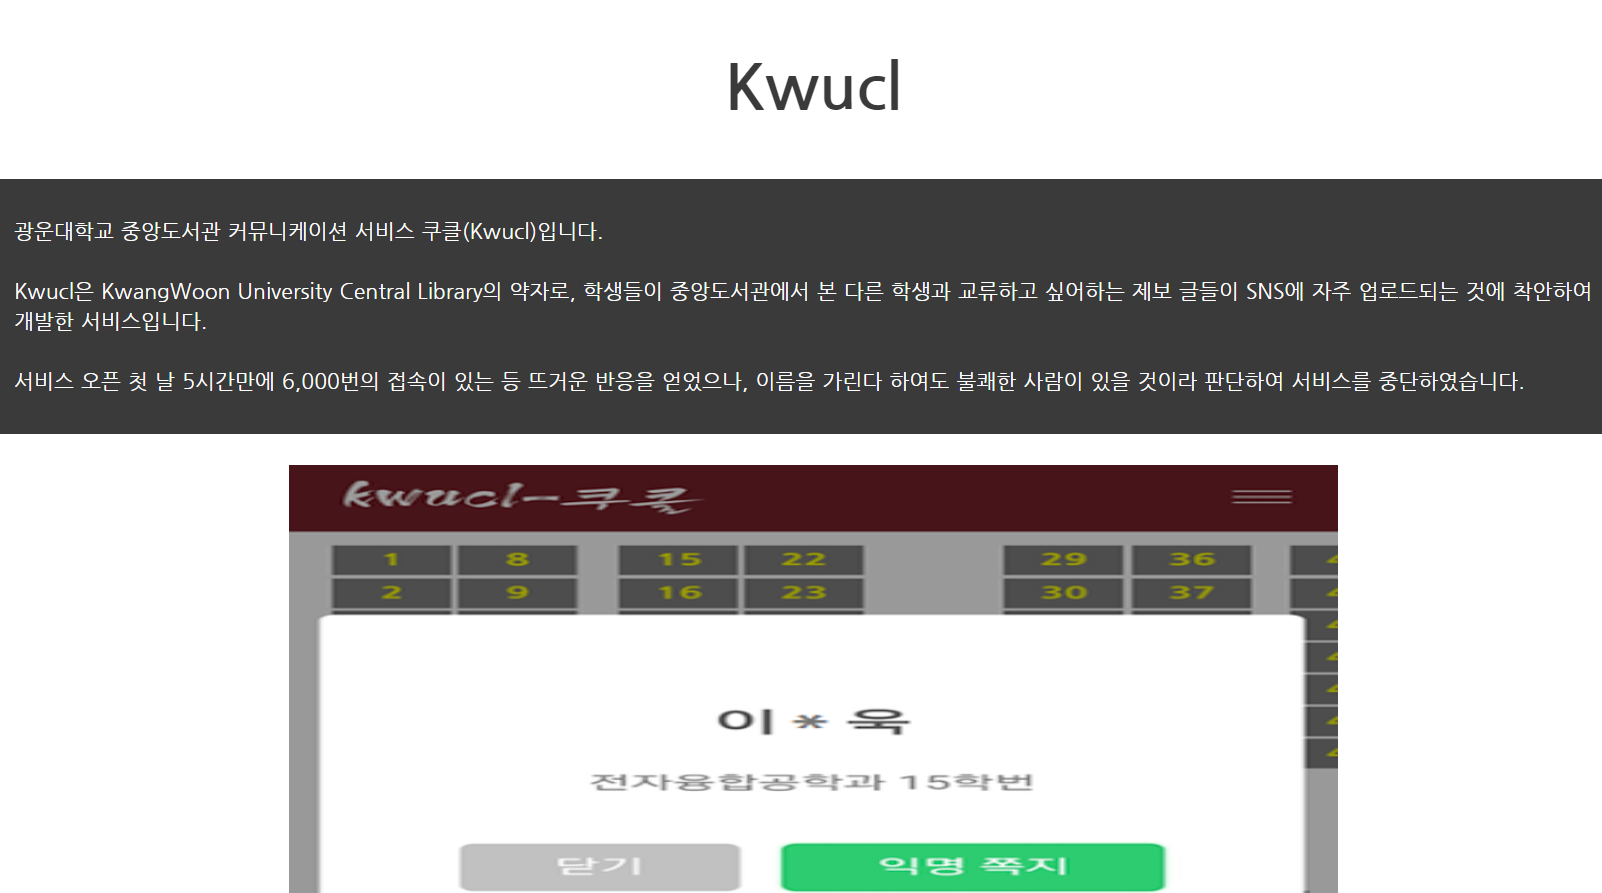 Kwucl
광운대학교 중앙도서관 커뮤니케이션 서비스 쿠클(Kwucl)입니다.
Kwucl은 KwangWoon University Central Library의 약자로, 학생들이 중앙도서관에서 본 다른 학생과 교류하고 싶어하는 제보 글들이 SNS에 자주 업로드되는 것에 착안하여
개발한 서비스입니다.
서비스 오픈 첫 날 5시간만에 6,000번의 접속이 있는 등 뜨거운 반응을 얻었으나, 이름을 가린다 하여도 불쾌한 사람이 있을 것이라 판단하여 서비스를 중단하였습니다.
kwucl-쿠클
1 8 15 22 29 36
2 9 16 23 30 37
이 * 욱
전자융합공학과 15학번
닫기 익명 쪽지